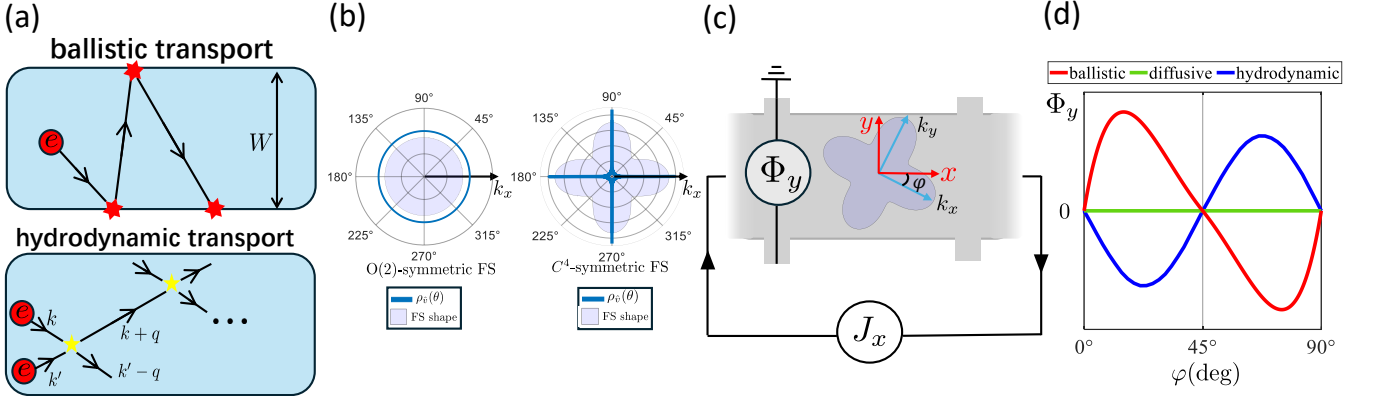 (a)
ballistic transport
e
W
hydrodynamic transport
e
k
e
k'
k + q
k' − q
...
(b)
90°
135°
45°
180°
k_x
225°
315°
270°
O(2)-symmetric FS
ρ_v̂(θ)
FS shape
90°
135°
45°
180°
k_x
225°
315°
270°
C⁴-symmetric FS
ρ_v̂(θ)
FS shape
(c)
Φ_y
y
k_y
x
φ
k_x
J_x
(d)
ballistic diffusive hydrodynamic
Φ_y
0
0° 45° 90°
φ(deg)